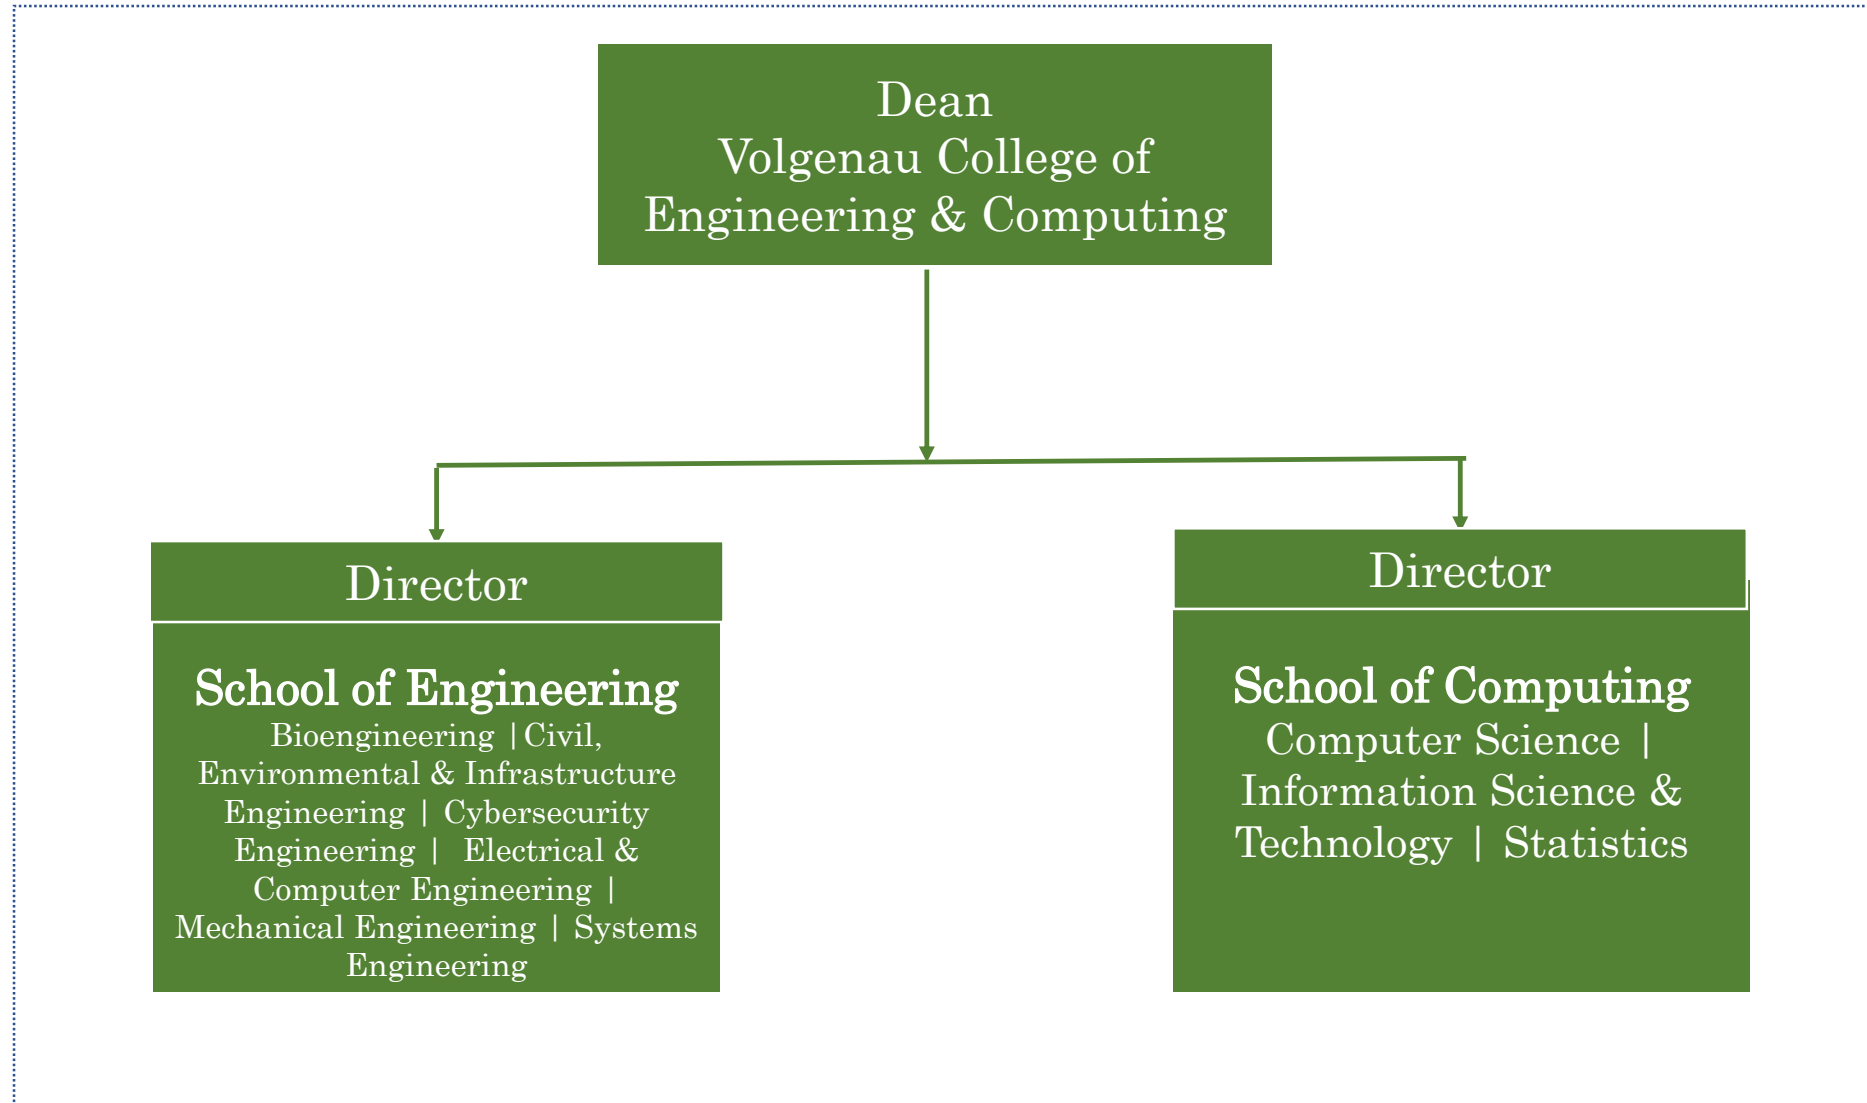 Dean
Volgenau College of
Engineering & Computing
Director
School of Engineering
Bioengineering |Civil,
Environmental & Infrastructure
Engineering | Cybersecurity
Engineering |  Electrical &
Computer Engineering |
Mechanical Engineering | Systems
Engineering
Director
School of Computing
Computer Science |
Information Science &
Technology | Statistics